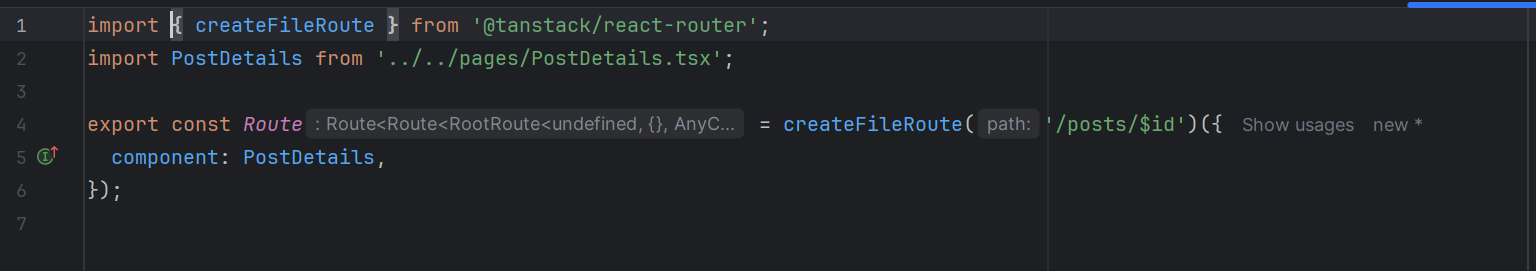 1 import { createFileRoute } from '@tanstack/react-router';
2 import PostDetails from '../../pages/PostDetails.tsx';
3
4 export const Route : Route<Route<RootRoute<undefined, {}, AnyC... = createFileRoute( path: '/posts/$id')({ Show usages new *
5 component: PostDetails,
6 });
7